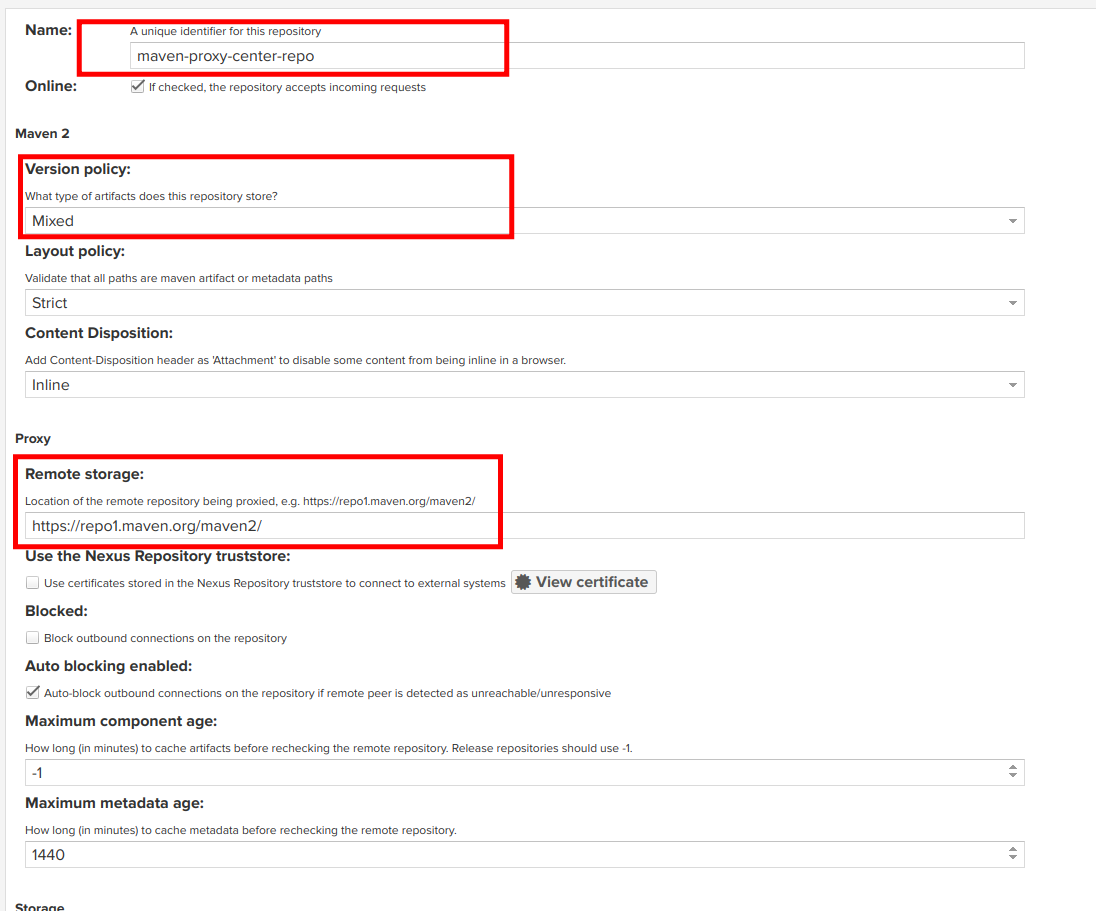 Name:
A unique identifier for this repository
maven-proxy-center-repo
Online:
If checked, the repository accepts incoming requests
Maven 2
Version policy:
What type of artifacts does this repository store?
Mixed
Layout policy:
Validate that all paths are maven artifact or metadata paths
Strict
Content Disposition:
Add Content-Disposition header as 'Attachment' to disable some content from being inline in a browser.
Inline
Proxy
Remote storage:
Location of the remote repository being proxied, e.g. https://repo1.maven.org/maven2/
https://repo1.maven.org/maven2/
Use the Nexus Repository truststore:
Use certificates stored in the Nexus Repository truststore to connect to external systems View certificate
Blocked:
Block outbound connections on the repository
Auto blocking enabled:
Auto-block outbound connections on the repository if remote peer is detected as unreachable/unresponsive
Maximum component age:
How long (in minutes) to cache artifacts before rechecking the remote repository. Release repositories should use -1.
-1
Maximum metadata age:
How long (in minutes) to cache metadata before rechecking the remote repository.
1440
Storage